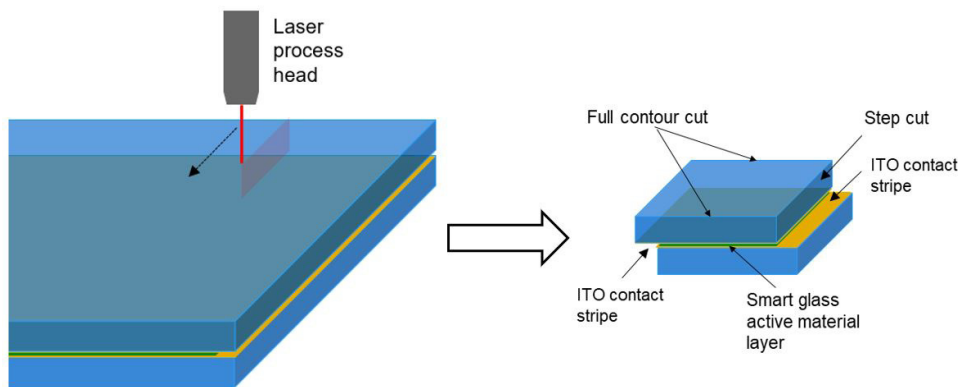 Laser
process
head
Full contour cut
Step cut
ITO contact
stripe
ITO contact
stripe
Smart glass
active material
layer